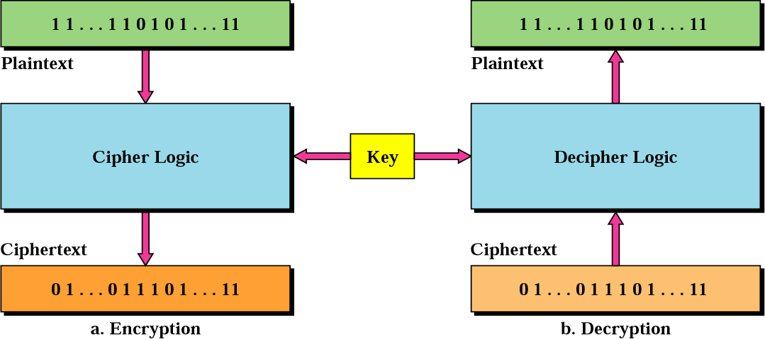 1 1 . . . 1 1 0 1 0 1 . . . 11
Plaintext
Cipher Logic
Ciphertext
0 1 . . . 0 1 1 1 0 1 . . . 11
a. Encryption
Key
1 1 . . . 1 1 0 1 0 1 . . . 11
Plaintext
Decipher Logic
Ciphertext
0 1 . . . 0 1 1 1 0 1 . . . 11
b. Decryption